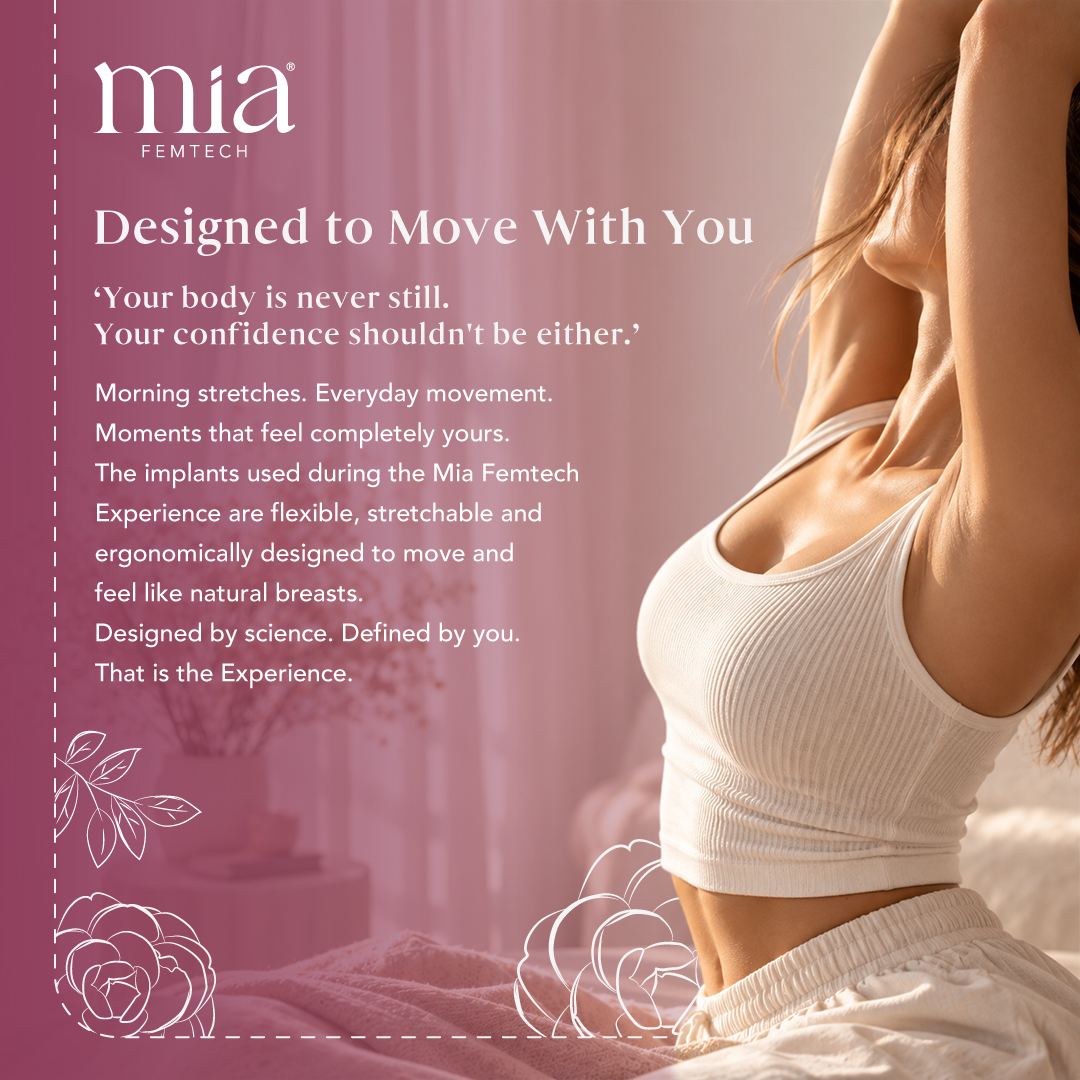 mia®
FEMTECH
Designed to Move With You
‘Your body is never still.
Your confidence shouldn't be either.’
Morning stretches. Everyday movement.
Moments that feel completely yours.
The implants used during the Mia Femtech
Experience are flexible, stretchable and
ergonomically designed to move and
feel like natural breasts.
Designed by science. Defined by you.
That is the Experience.